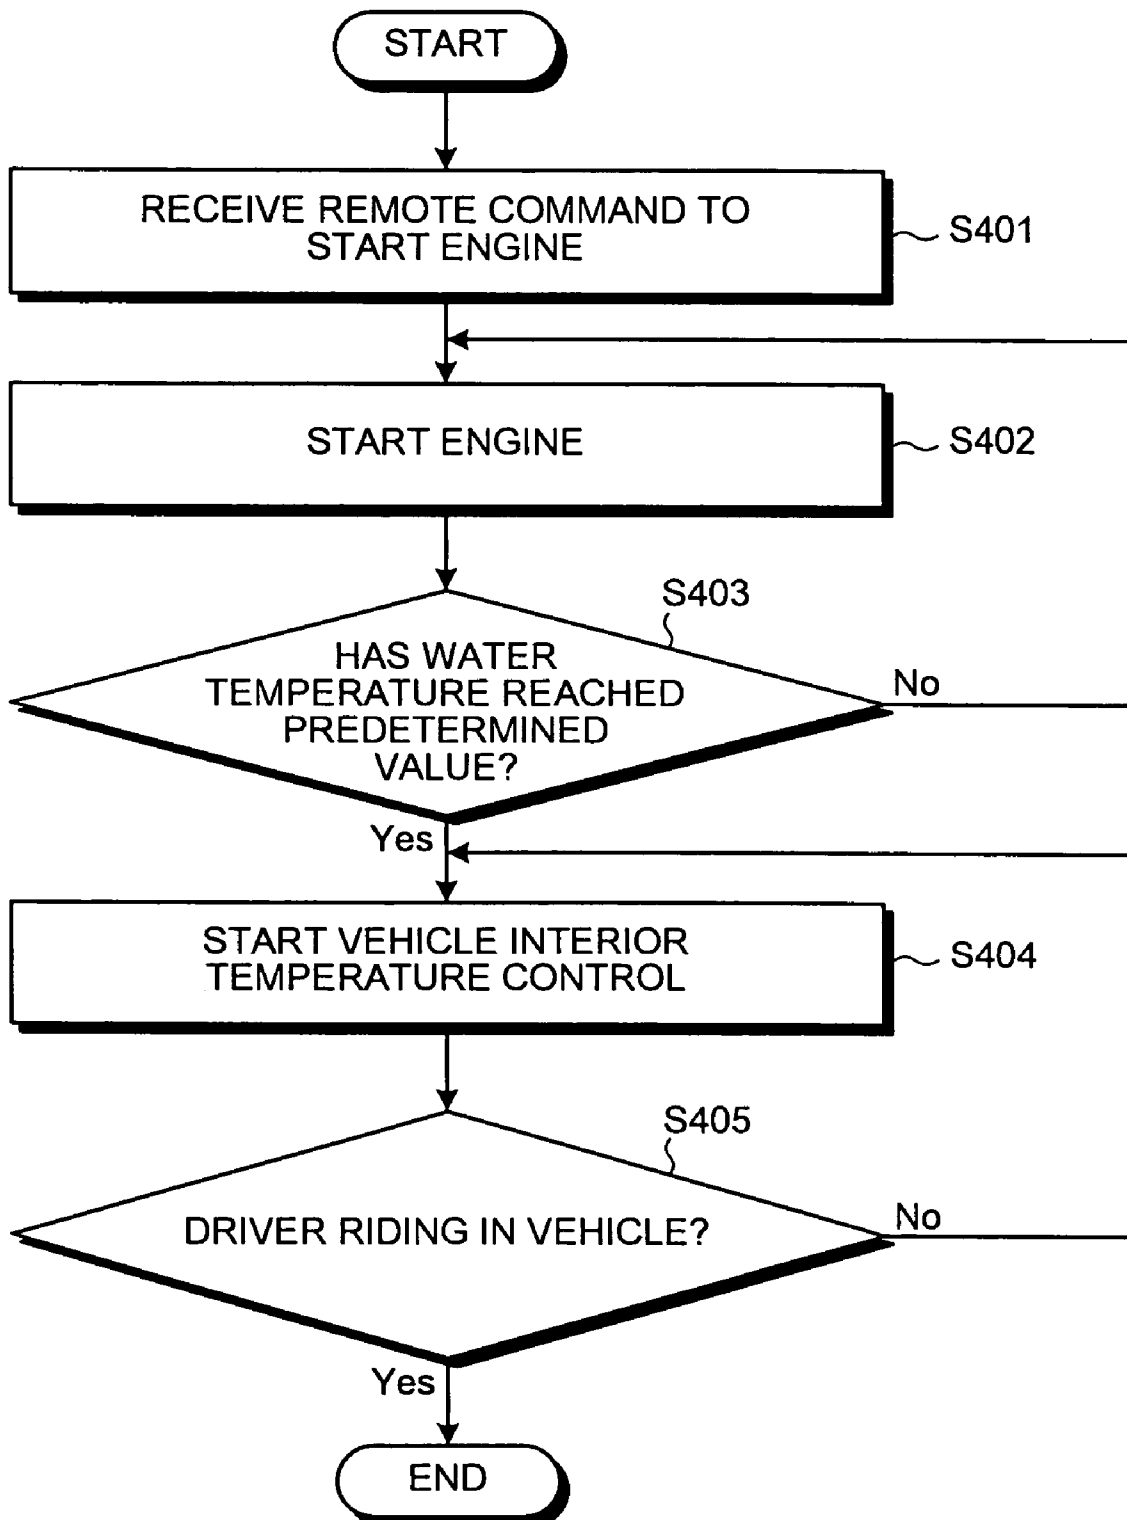 START
RECEIVE REMOTE COMMAND TO
START ENGINE
S401
START ENGINE
S402
S403
HAS WATER
TEMPERATURE REACHED
PREDETERMINED
VALUE?
No
Yes
START VEHICLE INTERIOR
TEMPERATURE CONTROL
S404
S405
DRIVER RIDING IN VEHICLE?
No
Yes
END